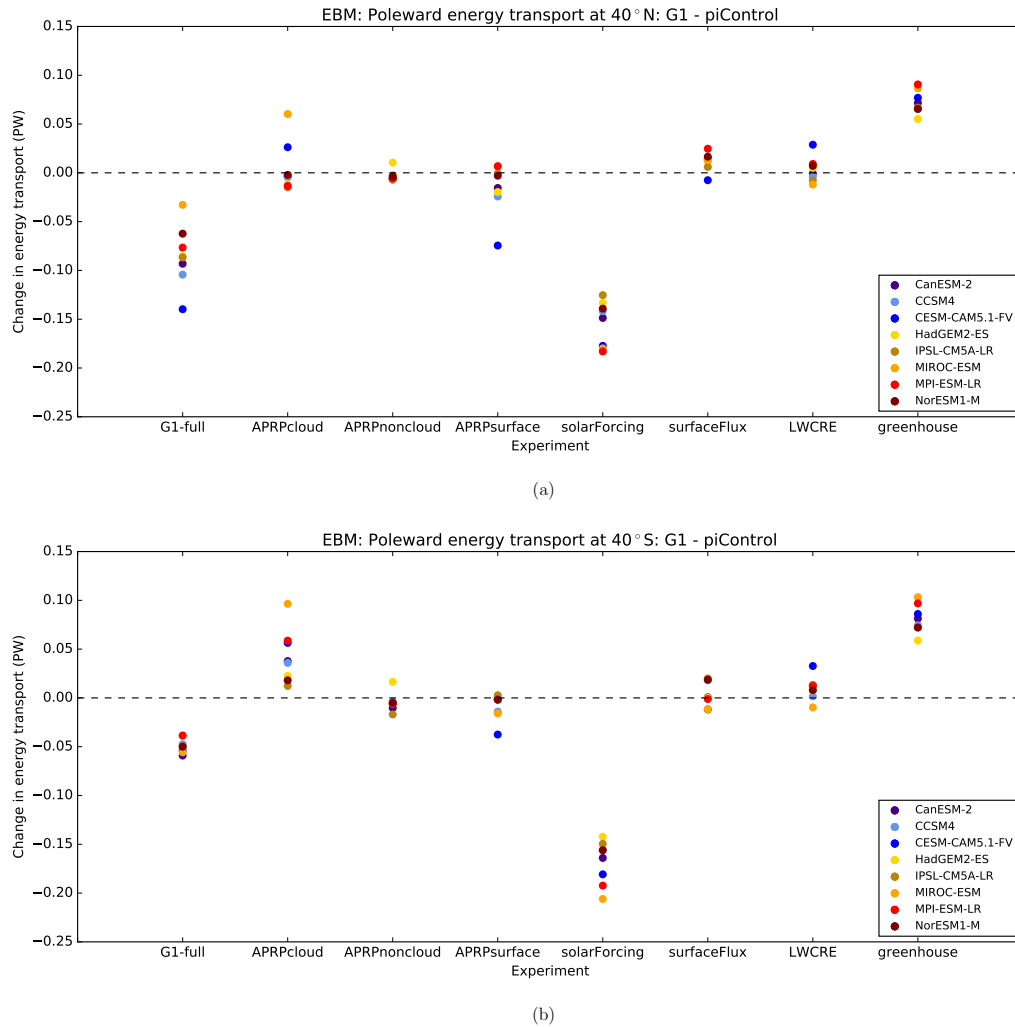 EBM: Poleward energy transport at 40°N: G1 - piControl
0.15
0.10
0.05
0.00
−0.05
−0.10
−0.15
−0.20
−0.25
Change in energy transport (PW)
CanESM-2
CCSM4
CESM-CAM5.1-FV
HadGEM2-ES
IPSL-CM5A-LR
MIROC-ESM
MPI-ESM-LR
NorESM1-M
G1-full APRPcloud APRPnoncloud APRPsurface solarForcing surfaceFlux LWCRE greenhouse
Experiment
(a)
EBM: Poleward energy transport at 40°S: G1 - piControl
0.15
0.10
0.05
0.00
−0.05
−0.10
−0.15
−0.20
−0.25
Change in energy transport (PW)
CanESM-2
CCSM4
CESM-CAM5.1-FV
HadGEM2-ES
IPSL-CM5A-LR
MIROC-ESM
MPI-ESM-LR
NorESM1-M
G1-full APRPcloud APRPnoncloud APRPsurface solarForcing surfaceFlux LWCRE greenhouse
Experiment
(b)